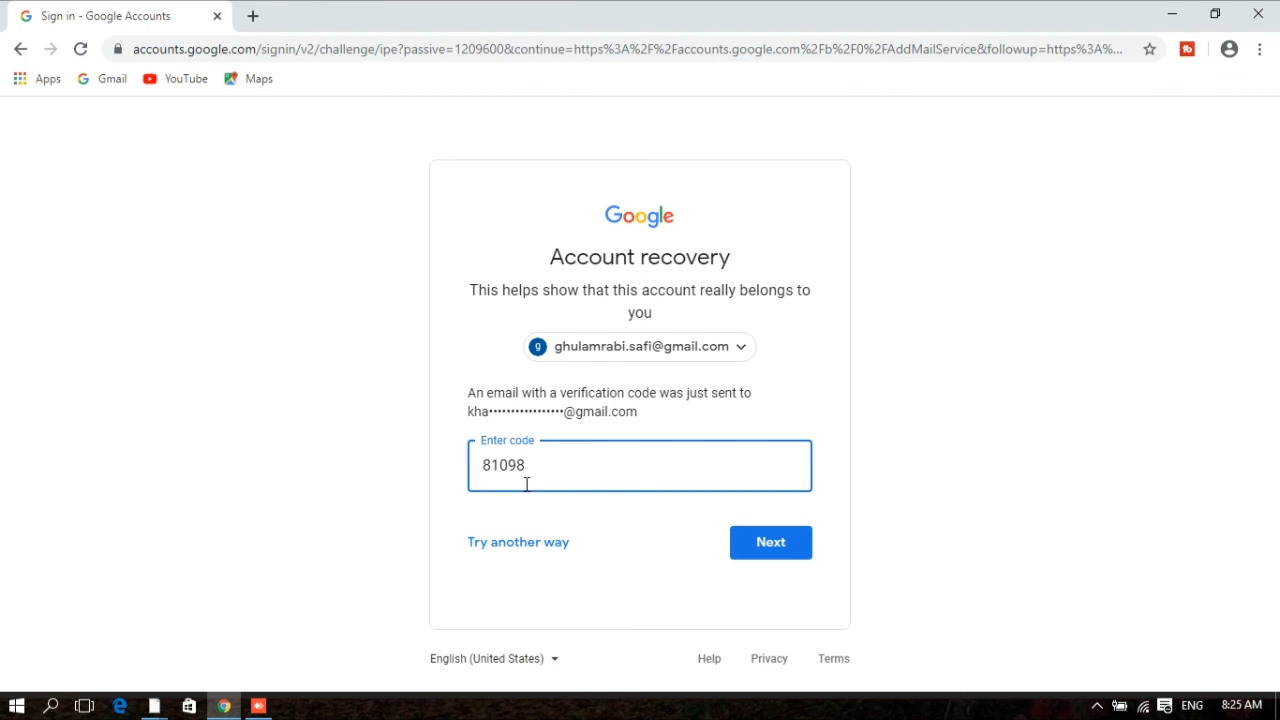 Sign in - Google Accounts
accounts.google.com/signin/v2/challenge/ipe?passive=1209600&continue=https%3A%2F%2Faccounts.google.com%2Fb%2F0%2FAddMailService&followup=https%3A%...
Apps Gmail YouTube Maps
Google
Account recovery
This helps show that this account really belongs to
you
g ghulamrabi.safi@gmail.com
An email with a verification code was just sent to
kha•••••••••••••••••@gmail.com
Enter code
81098
Try another way Next
English (United States) Help Privacy Terms
ENG 8:25 AM